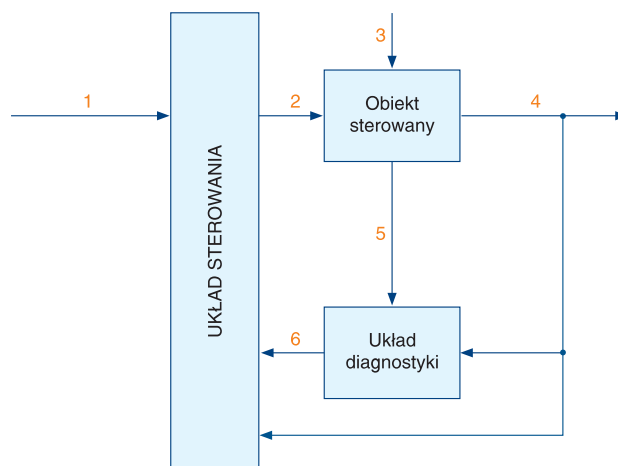 3
1
2
Obiekt
sterowany
4
UKŁAD STEROWANIA
5
6
Układ
diagnostyki